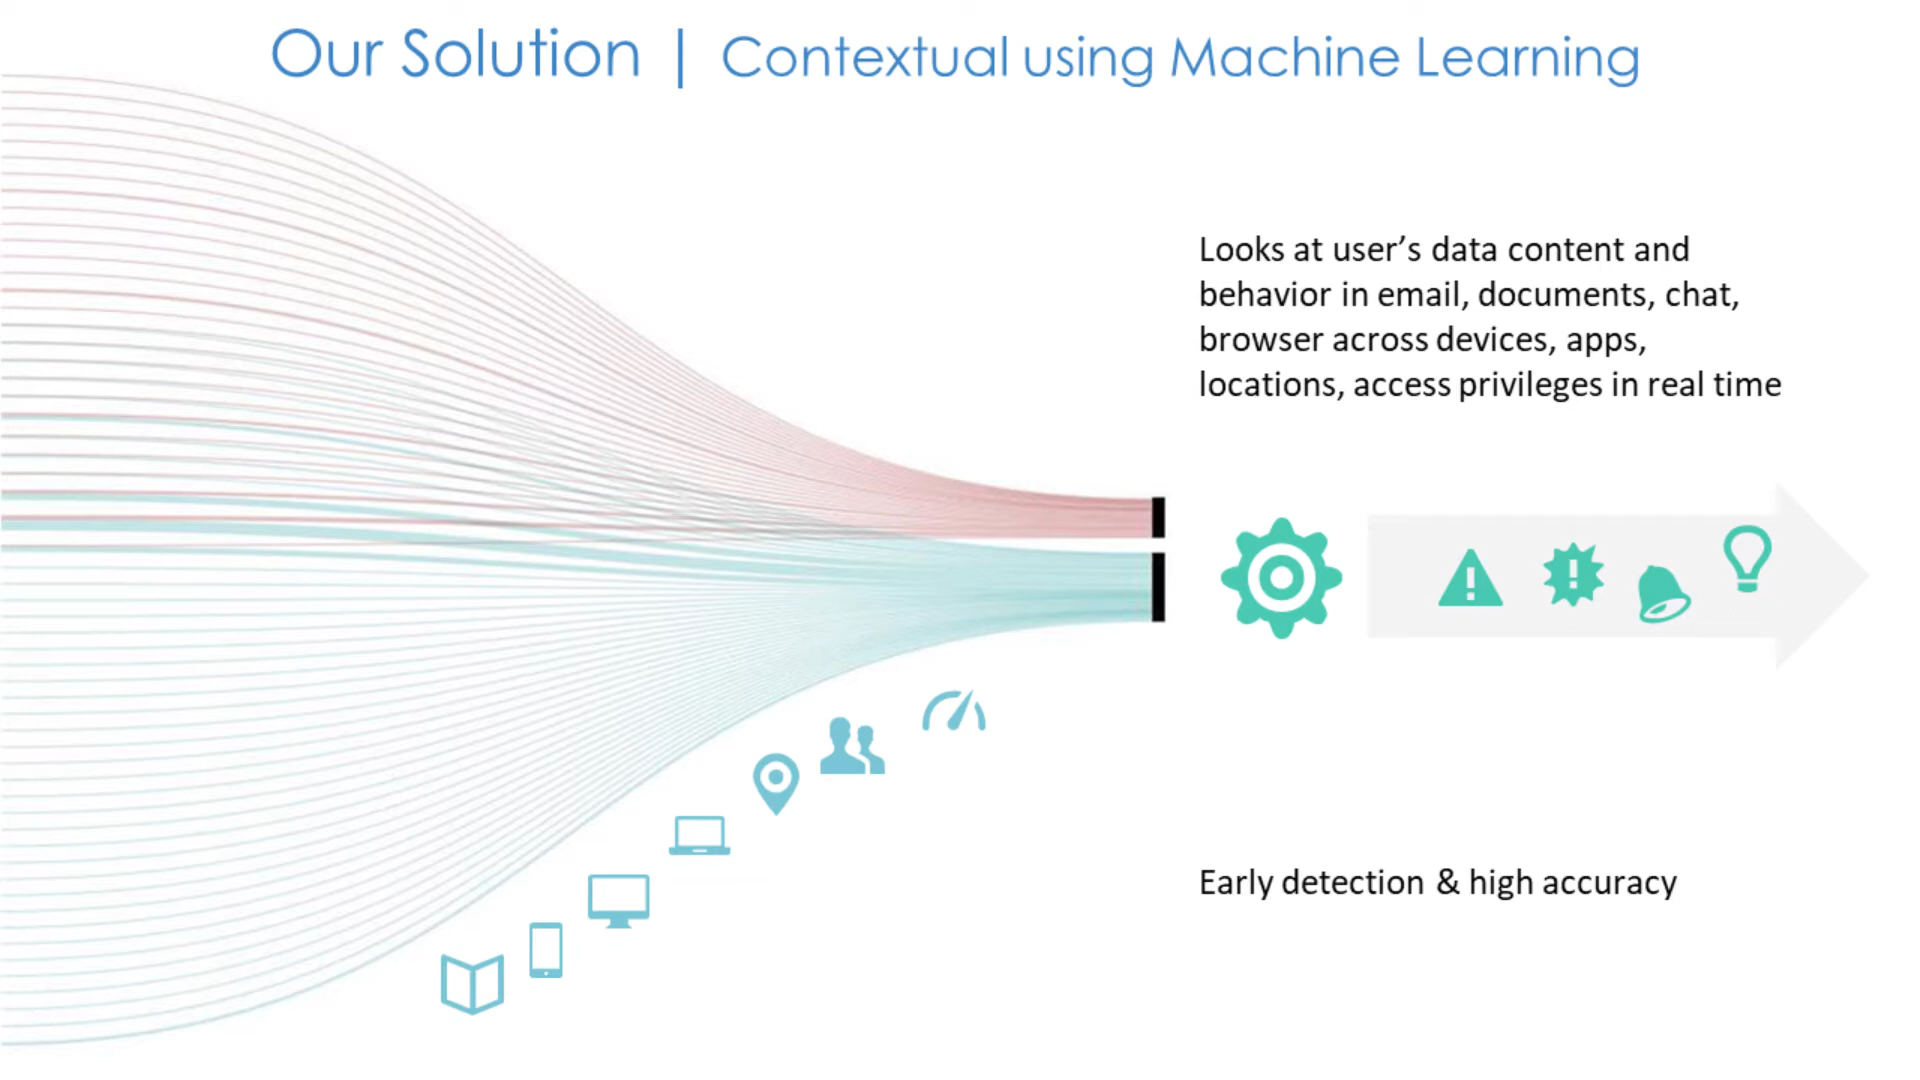 Our Solution | Contextual using Machine Learning
Looks at user’s data content and
behavior in email, documents, chat,
browser across devices, apps,
locations, access privileges in real time
Early detection & high accuracy